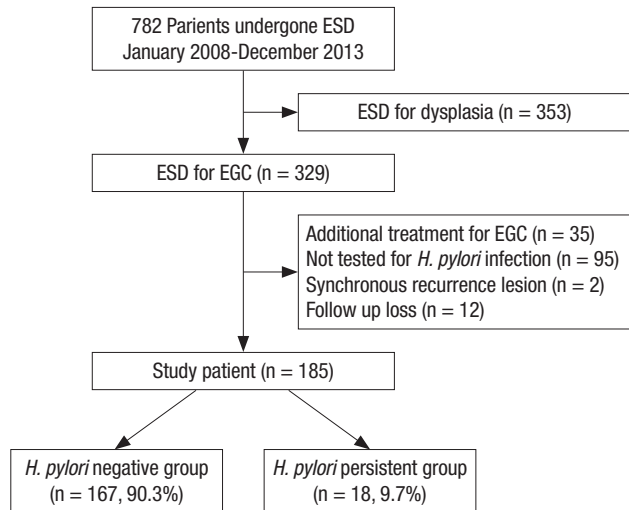 782 Parients undergone ESD
January 2008-December 2013
ESD for dysplasia (n = 353)
ESD for EGC (n = 329)
Additional treatment for EGC (n = 35)
Not tested for H. pylori infection (n = 95)
Synchronous recurrence lesion (n = 2)
Follow up loss (n = 12)
Study patient (n = 185)
H. pylori negative group
(n = 167, 90.3%)
H. pylori persistent group
(n = 18, 9.7%)